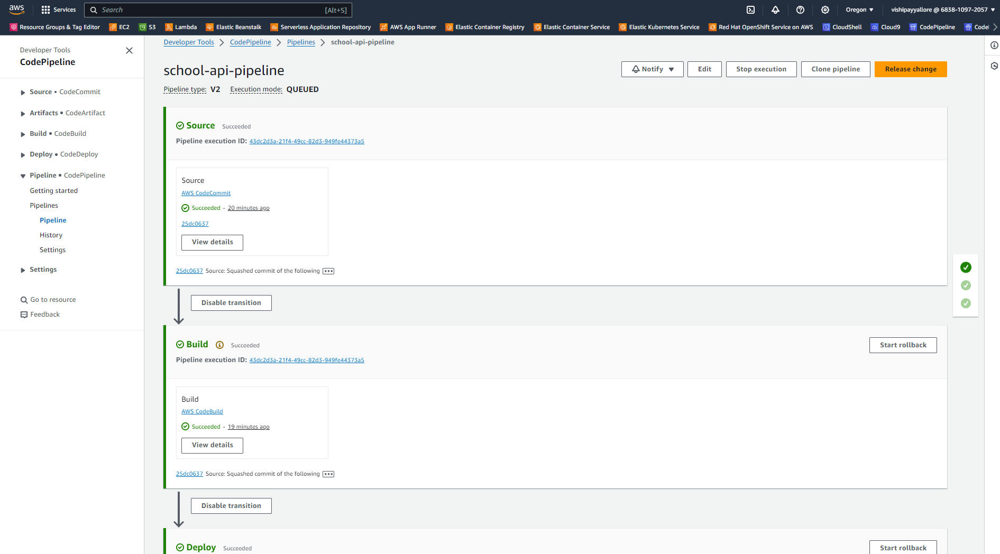 aws Services Search [Alt+S] Oregon ▼ vishipayyallore @ 6838-1097-2057 ▼
Resource Groups & Tag Editor EC2 S3 Lambda Elastic Beanstalk Serverless Application Repository AWS App Runner Elastic Container Registry Elastic Container Service Elastic Kubernetes Service Red Hat OpenShift Service on AWS CloudShell Cloud9 CodePipeline
Developer Tools
CodePipeline
Source • CodeCommit
Artifacts • CodeArtifact
Build • CodeBuild
Deploy • CodeDeploy
Pipeline • CodePipeline
Getting started
Pipelines
Pipeline
History
Settings
Settings
Go to resource
Feedback
Developer Tools > CodePipeline > Pipelines > school-api-pipeline
school-api-pipeline
Notify ▼ Edit Stop execution Clone pipeline Release change
Pipeline type: V2 Execution mode: QUEUED
Source Succeeded
Pipeline execution ID: 43dc2d3a-21f4-49cc-82d3-949fe44373a5
Source
AWS CodeCommit
Succeeded - 20 minutes ago
25dc0637
View details
25dc0637 Source: Squashed commit of the following •••
Disable transition
Build Succeeded
Start rollback
Pipeline execution ID: 43dc2d3a-21f4-49cc-82d3-949fe44373a5
Build
AWS CodeBuild
Succeeded - 19 minutes ago
View details
25dc0637 Source: Squashed commit of the following •••
Disable transition
Deploy Succeeded
Start rollback